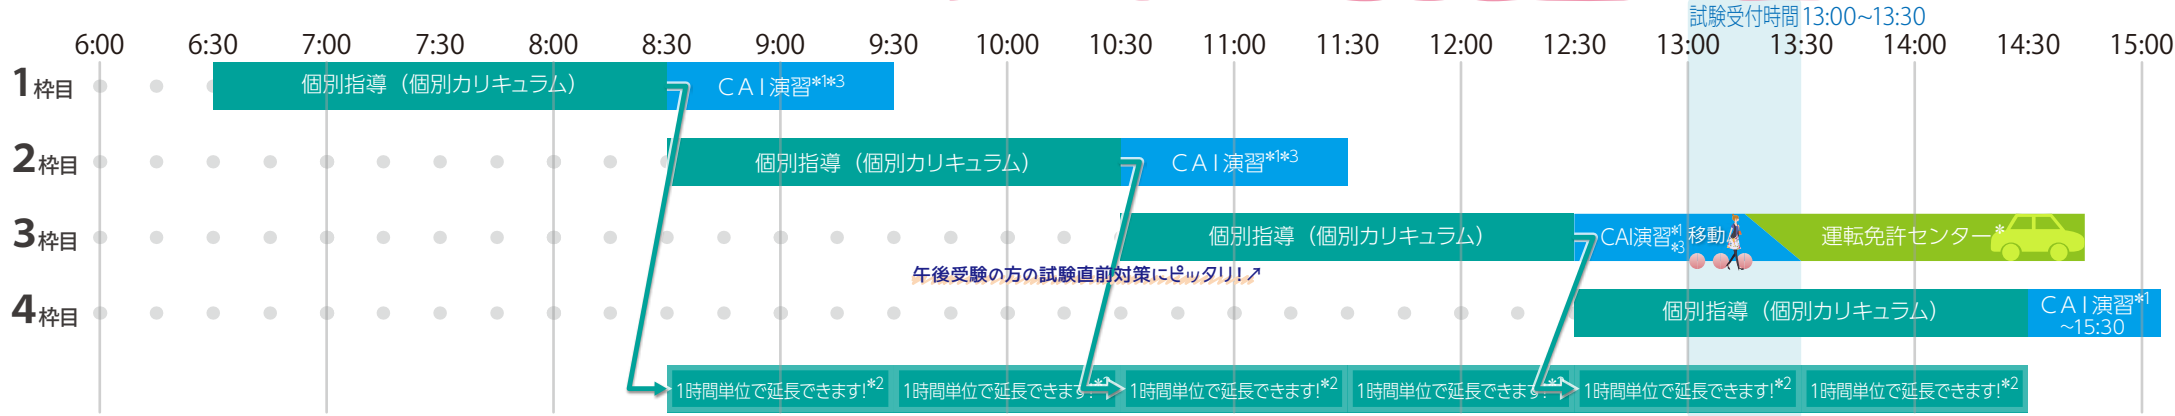 試験受付時間 13:00~13:30
6:00 6:30 7:00 7:30 8:00 8:30 9:00 9:30 10:00 10:30 11:00 11:30 12:00 12:30 13:00 13:30 14:00 14:30 15:00
1枠目 個別指導（個別カリキュラム） CAI演習*1*3
2枠目 個別指導（個別カリキュラム） CAI演習*1*3
3枠目 個別指導（個別カリキュラム） CAI演習*1*3 移動 運転免許センター*
午後受験の方の試験直前対策にピッタリ！↗
4枠目 個別指導（個別カリキュラム） CAI演習*1
~15:30
1時間単位で延長できます!*2 1時間単位で延長できます!*2 1時間単位で延長できます!*2 1時間単位で延長できます!*2 1時間単位で延長できます!*2 1時間単位で延長できます!*2